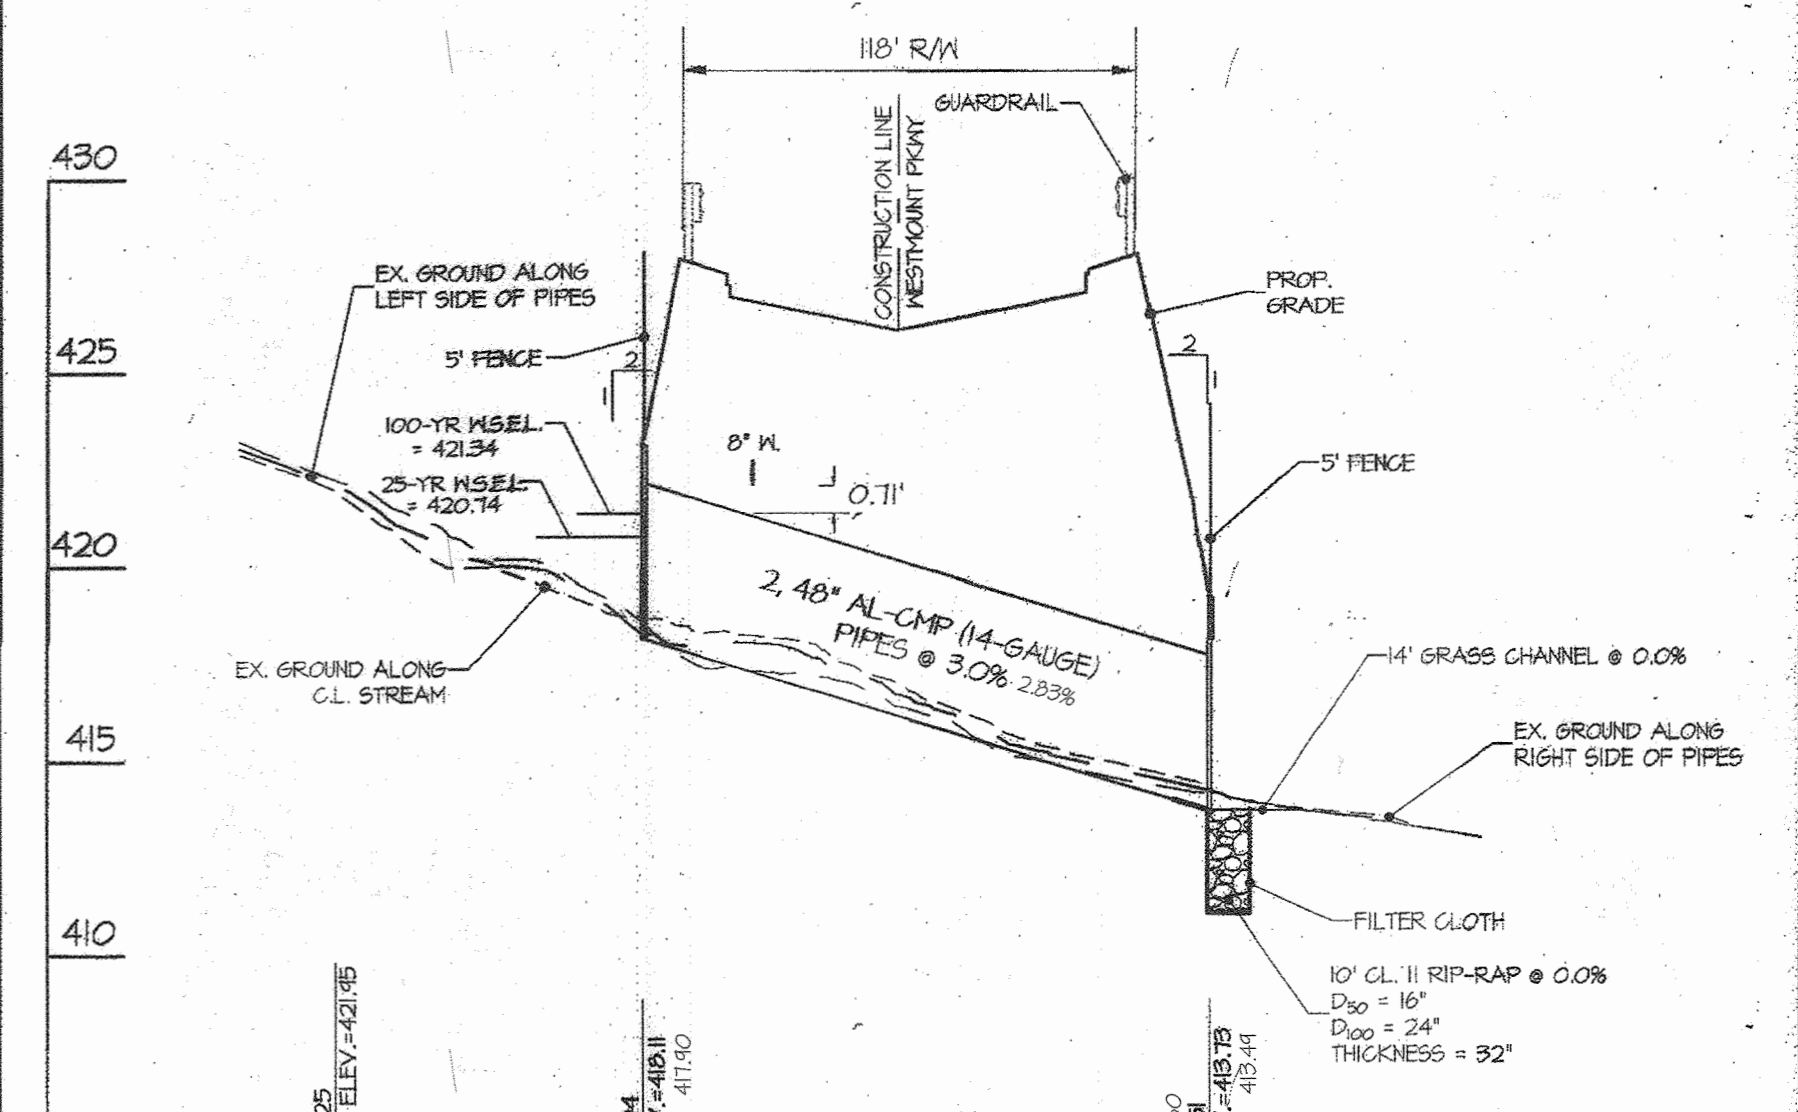 118' R/W
GUARDRAIL
CONSTRUCTION LINE
WESTMOUNT PKWY
430
EX. GROUND ALONG
LEFT SIDE OF PIPES
PROP.
GRADE
425
5' FENCE
2
1
2
1
100-YR W.S.EL.
= 421.34
8" W.
25-YR W.S.EL.
= 420.74
0.71'
5' FENCE
420
2, 48" AL-CMP (14-GAUGE)
PIPES @ 3.0% 2.83%
EX. GROUND ALONG
C.L. STREAM
14' GRASS CHANNEL @ 0.0%
415
EX. GROUND ALONG
RIGHT SIDE OF PIPES
410
FILTER CLOTH
10' CL. II RIP-RAP @ 0.0%
D50 = 16"
D100 = 24"
THICKNESS = 32"
25
ELEV.=421.95
=418.11
417.90
=413.73
413.49